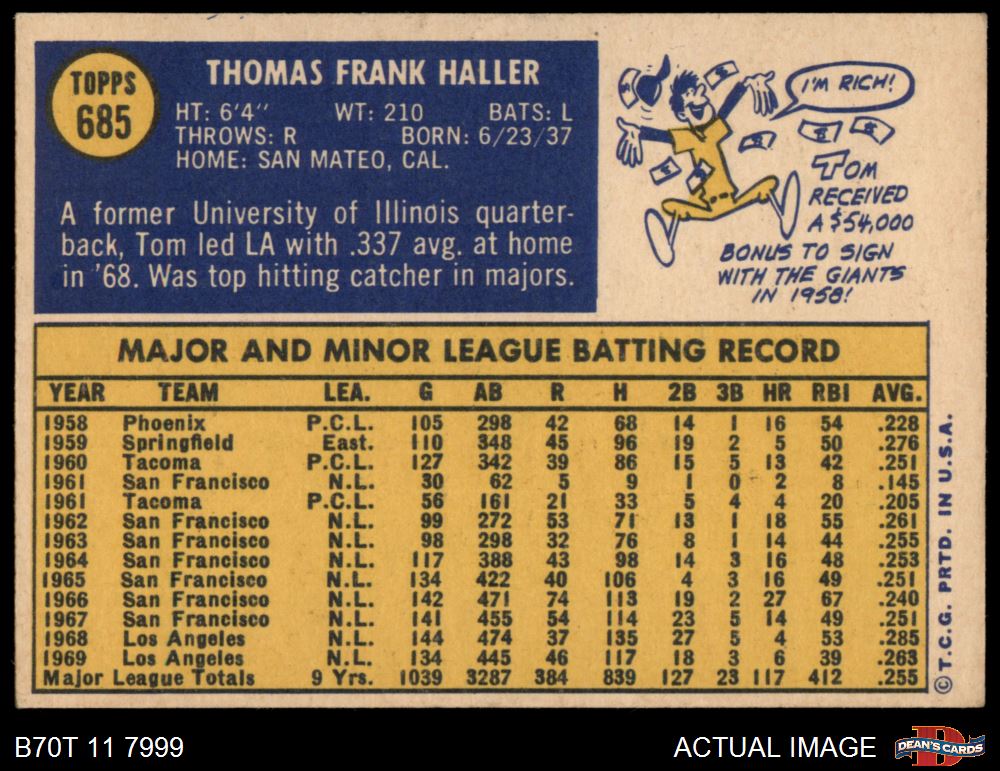 TOPPS
685
THOMAS FRANK HALLER
HT: 6'4" WT: 210 BATS: L
THROWS: R BORN: 6/23/37
HOME: SAN MATEO, CAL.
A former University of Illinois quarter-
back, Tom led LA with .337 avg. at home
in '68. Was top hitting catcher in majors.
I'M RICH!
TOM
RECEIVED
A $54,000
BONUS TO SIGN
WITH THE GIANTS
IN 1958!
MAJOR AND MINOR LEAGUE BATTING RECORD
YEAR TEAM LEA. G AB R H 2B 3B HR RBI AVG.
1958 Phoenix P.C.L. 105 298 42 68 14 1 16 54 .228
1959 Springfield East. 110 348 45 96 19 2 5 50 .276
1960 Tacoma P.C.L. 127 342 39 86 15 5 13 42 .251
1961 San Francisco N.L. 30 62 5 9 1 0 2 8 .145
1961 Tacoma P.C.L. 56 161 21 33 5 4 4 20 .205
1962 San Francisco N.L. 99 272 53 71 13 1 18 55 .261
1963 San Francisco N.L. 98 298 32 76 8 1 14 44 .255
1964 San Francisco N.L. 117 388 43 98 14 3 16 48 .253
1965 San Francisco N.L. 134 422 40 106 4 3 16 49 .251
1966 San Francisco N.L. 142 471 74 113 19 2 27 67 .240
1967 San Francisco N.L. 141 455 54 114 23 5 14 49 .251
1968 Los Angeles N.L. 144 474 37 135 27 5 4 53 .285
1969 Los Angeles N.L. 134 445 46 117 18 3 6 39 .263
Major League Totals 9 Yrs. 1039 3287 384 839 127 23 117 412 .255
© T.C.G. PRTD. IN U.S.A.
B70T 11 7999
ACTUAL IMAGE
D
DEAN'S CARDS